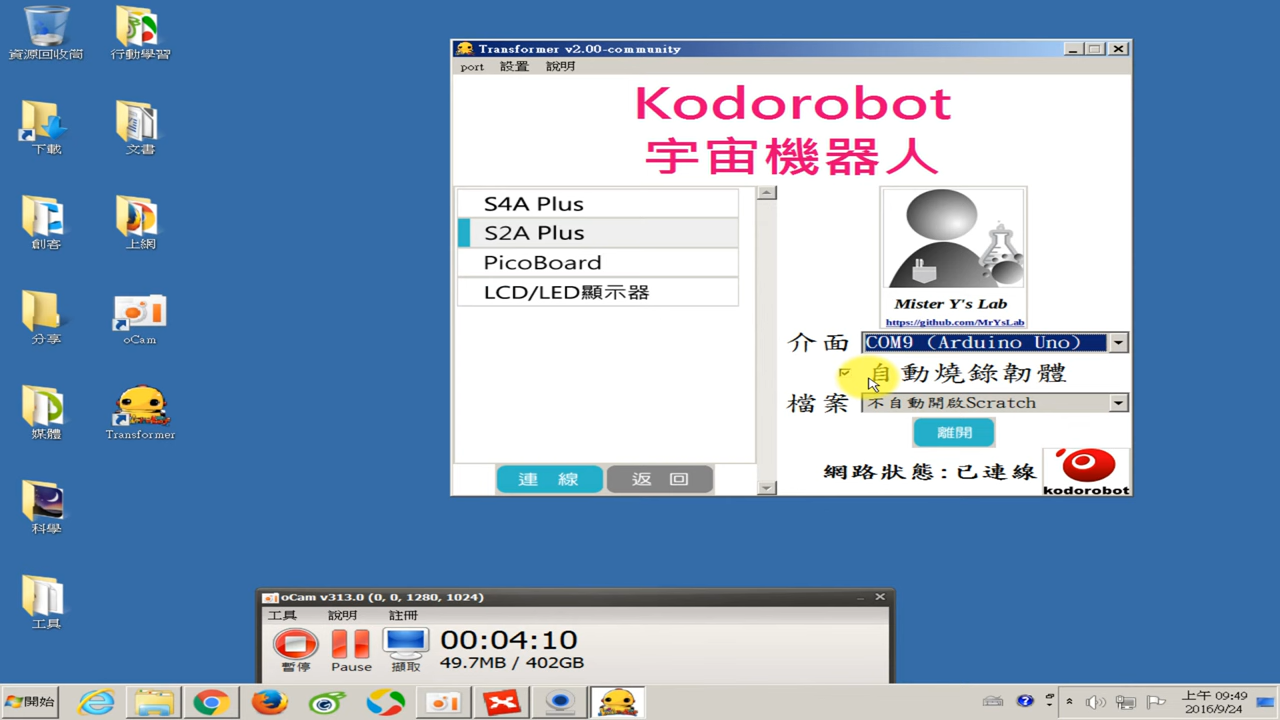 資源回收筒
行動學習
下載
文書
創客
上網
分享
oCam
媒體
Transformer
科學
工具
Transformer v2.00-community
port 設置 說明
Kodorobot
宇宙機器人
S4A Plus
S2A Plus
PicoBoard
LCD/LED顯示器
連 線
返 回
Mister Y's Lab
https://github.com/MrYsLab
介面 COM9 (Arduino Uno)
自動燒錄韌體
檔案 不自動開啟Scratch
離開
網路狀態:已連線
kodorobot
oCam v313.0 (0, 0, 1280, 1024)
工具 說明 註冊
暫停
Pause
擷取
00:04:10
49.7MB / 402GB
開始
上午 09:49
2016/9/24